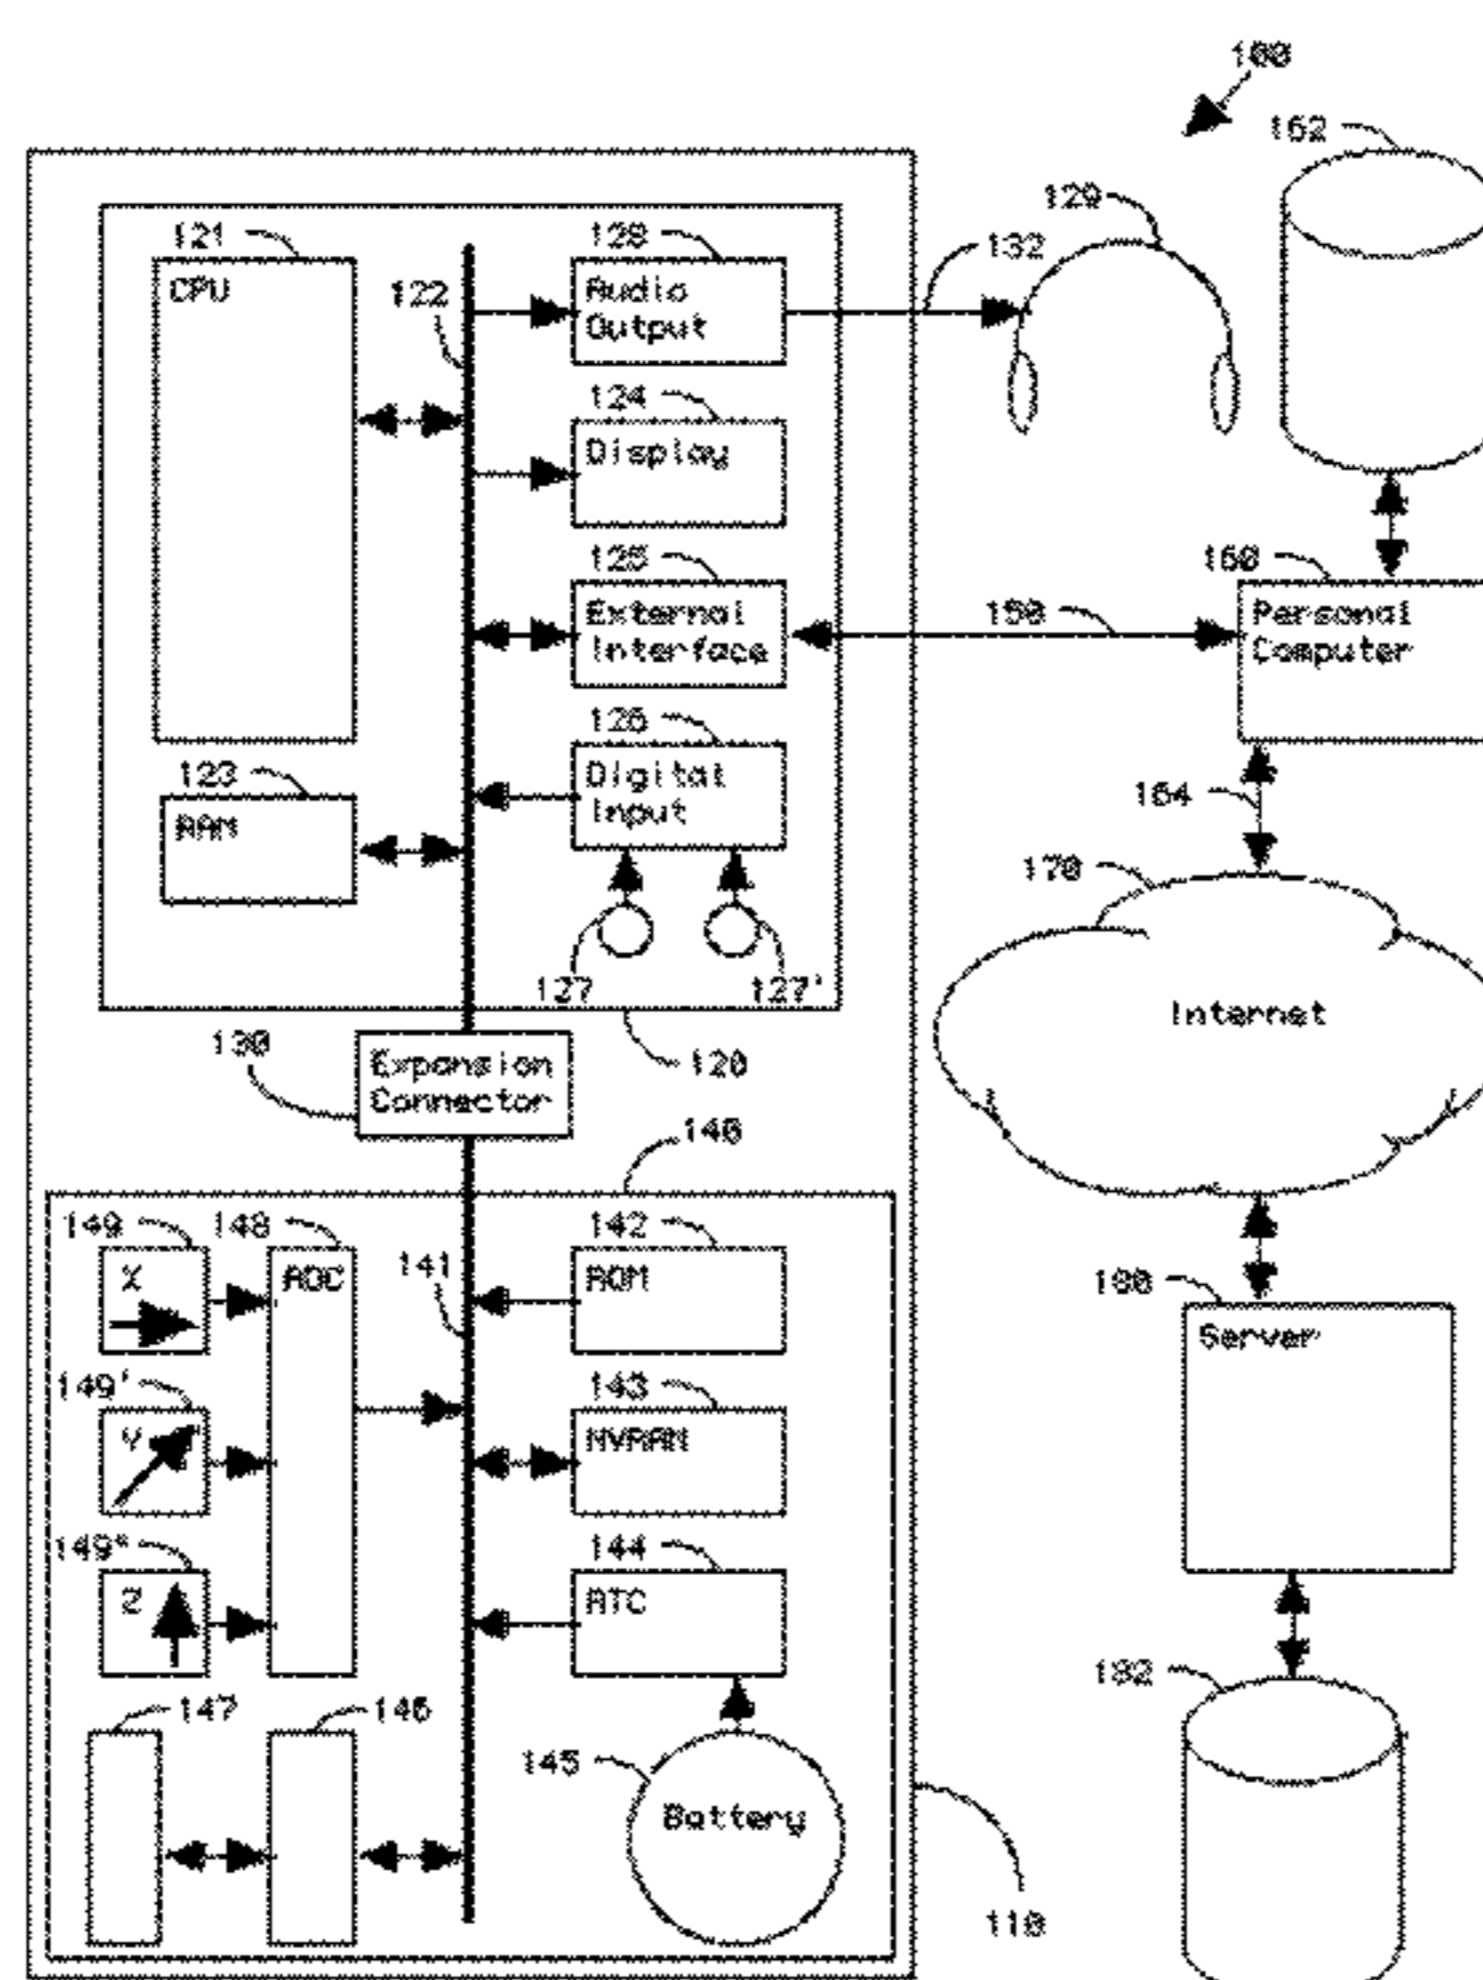 100
162
129
121
CPU
122
128
Audio
Output
132
124
Display
125
External
Interface
150
160
Personal
Computer
126
Digital
Input
123
RAM
164
127
127'
170
Internet
130
Expansion
Connector
120
140
149
X
148
ADC
141
142
ROM
180
Server
149'
Y
143
NVRAM
149"
Z
144
RTC
147
146
145
Battery
182
110